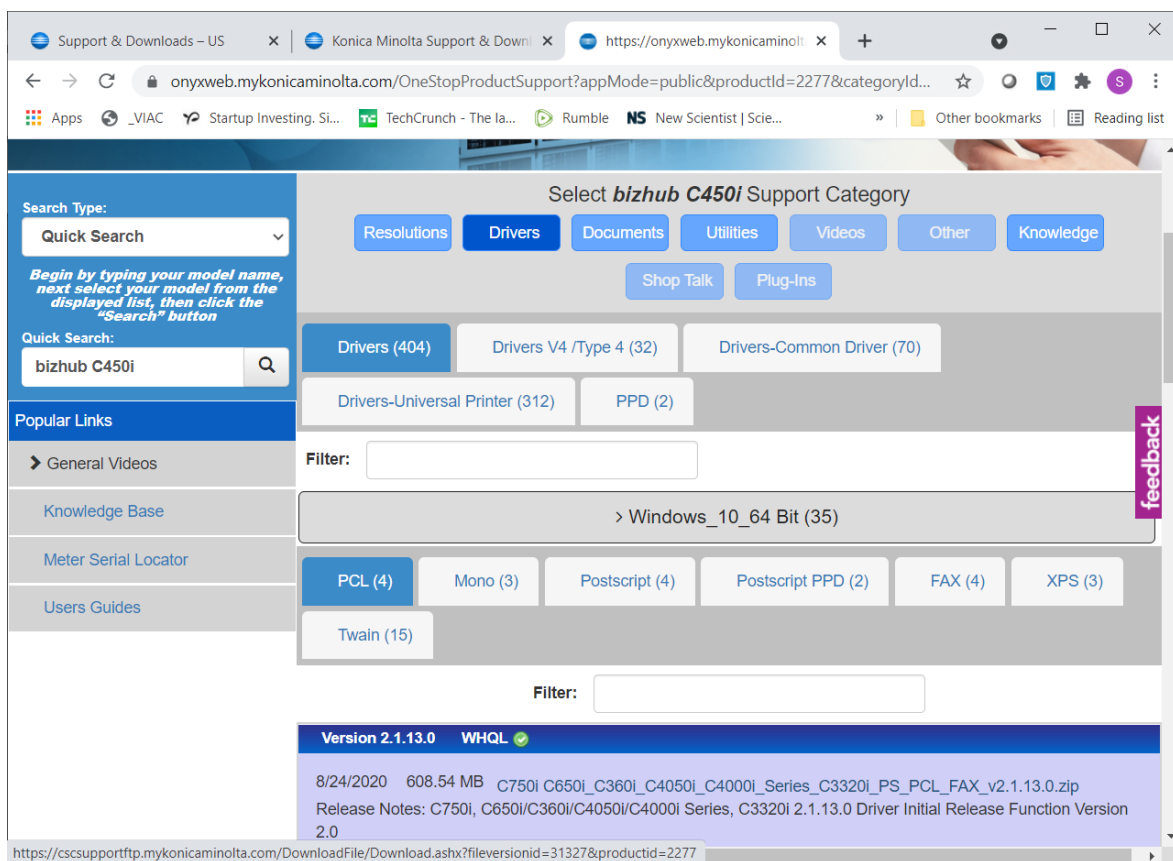 Support & Downloads – US
Konica Minolta Support & Downl
https://onyxweb.mykonicaminolt
onyxweb.mykonicaminolta.com/OneStopProductSupport?appMode=public&productId=2277&categoryId...
S
Apps
_VIAC
Startup Investing. Si...
TechCrunch - The la...
Rumble
NS New Scientist | Scie...
»
Other bookmarks
Reading list
Search Type:
Quick Search
Begin by typing your model name,
next select your model from the
displayed list, then click the
“Search” button
Quick Search:
bizhub C450i
Popular Links
General Videos
Knowledge Base
Meter Serial Locator
Users Guides
Select bizhub C450i Support Category
Resolutions
Drivers
Documents
Utilities
Videos
Other
Knowledge
Shop Talk
Plug-Ins
Drivers (404)
Drivers V4 /Type 4 (32)
Drivers-Common Driver (70)
Drivers-Universal Printer (312)
PPD (2)
Filter:
feedback
> Windows_10_64 Bit (35)
PCL (4)
Mono (3)
Postscript (4)
Postscript PPD (2)
FAX (4)
XPS (3)
Twain (15)
Filter:
Version 2.1.13.0 WHQL
8/24/2020 608.54 MB C750i C650i_C360i_C4050i_C4000i_Series_C3320i_PS_PCL_FAX_v2.1.13.0.zip
Release Notes: C750i, C650i/C360i/C4050i/C4000i Series, C3320i 2.1.13.0 Driver Initial Release Function Version
2.0
https://cscsupportftp.mykonicaminolta.com/DownloadFile/Download.ashx?fileversionid=31327&productid=2277